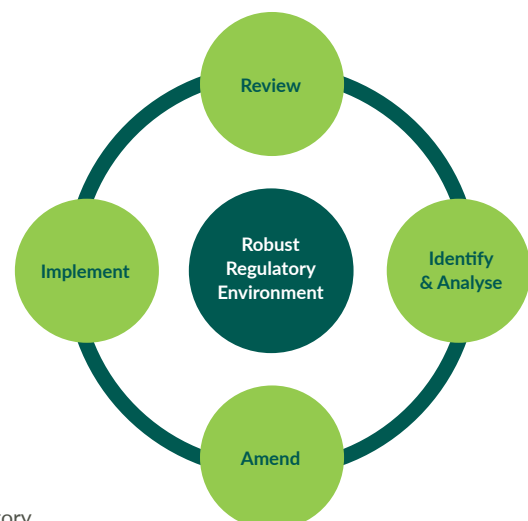 Review
Implement
Robust
Regulatory
Environment
Identify
& Analyse
Amend